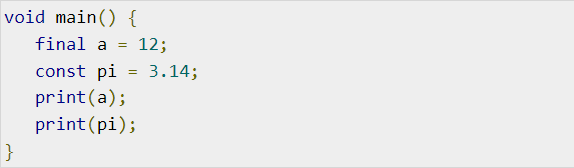 void main() {
   final a = 12;
   const pi = 3.14;
   print(a);
   print(pi);
}